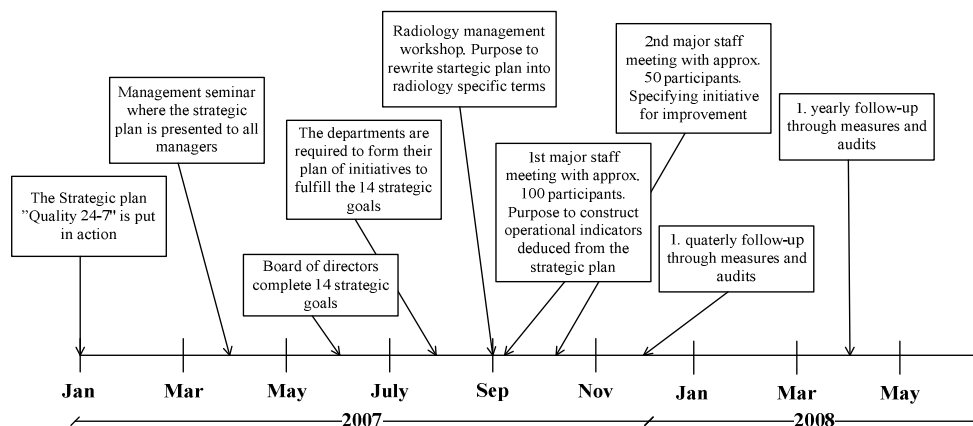 The Strategic plan
"Quality 24-7" is put
in action
Management seminar
where the strategic
plan is presented to all
managers
Board of directors
complete 14 strategic
goals
The departments are
required to form their
plan of initiatives to
fulfill the 14 strategic
goals
Radiology management
workshop. Purpose to
rewrite startegic plan into
radiology specific terms
1st major staff
meeting with approx.
100 participants.
Purpose to construct
operational indicators
deduced from the
strategic plan
2nd major staff
meeting with approx.
50 participants.
Specifying initiative
for improvement
1. quaterly follow-up
through measures and
audits
1. yearly follow-up
through measures and
audits
Jan
Mar
May
July
Sep
Nov
Jan
Mar
May
2007
2008